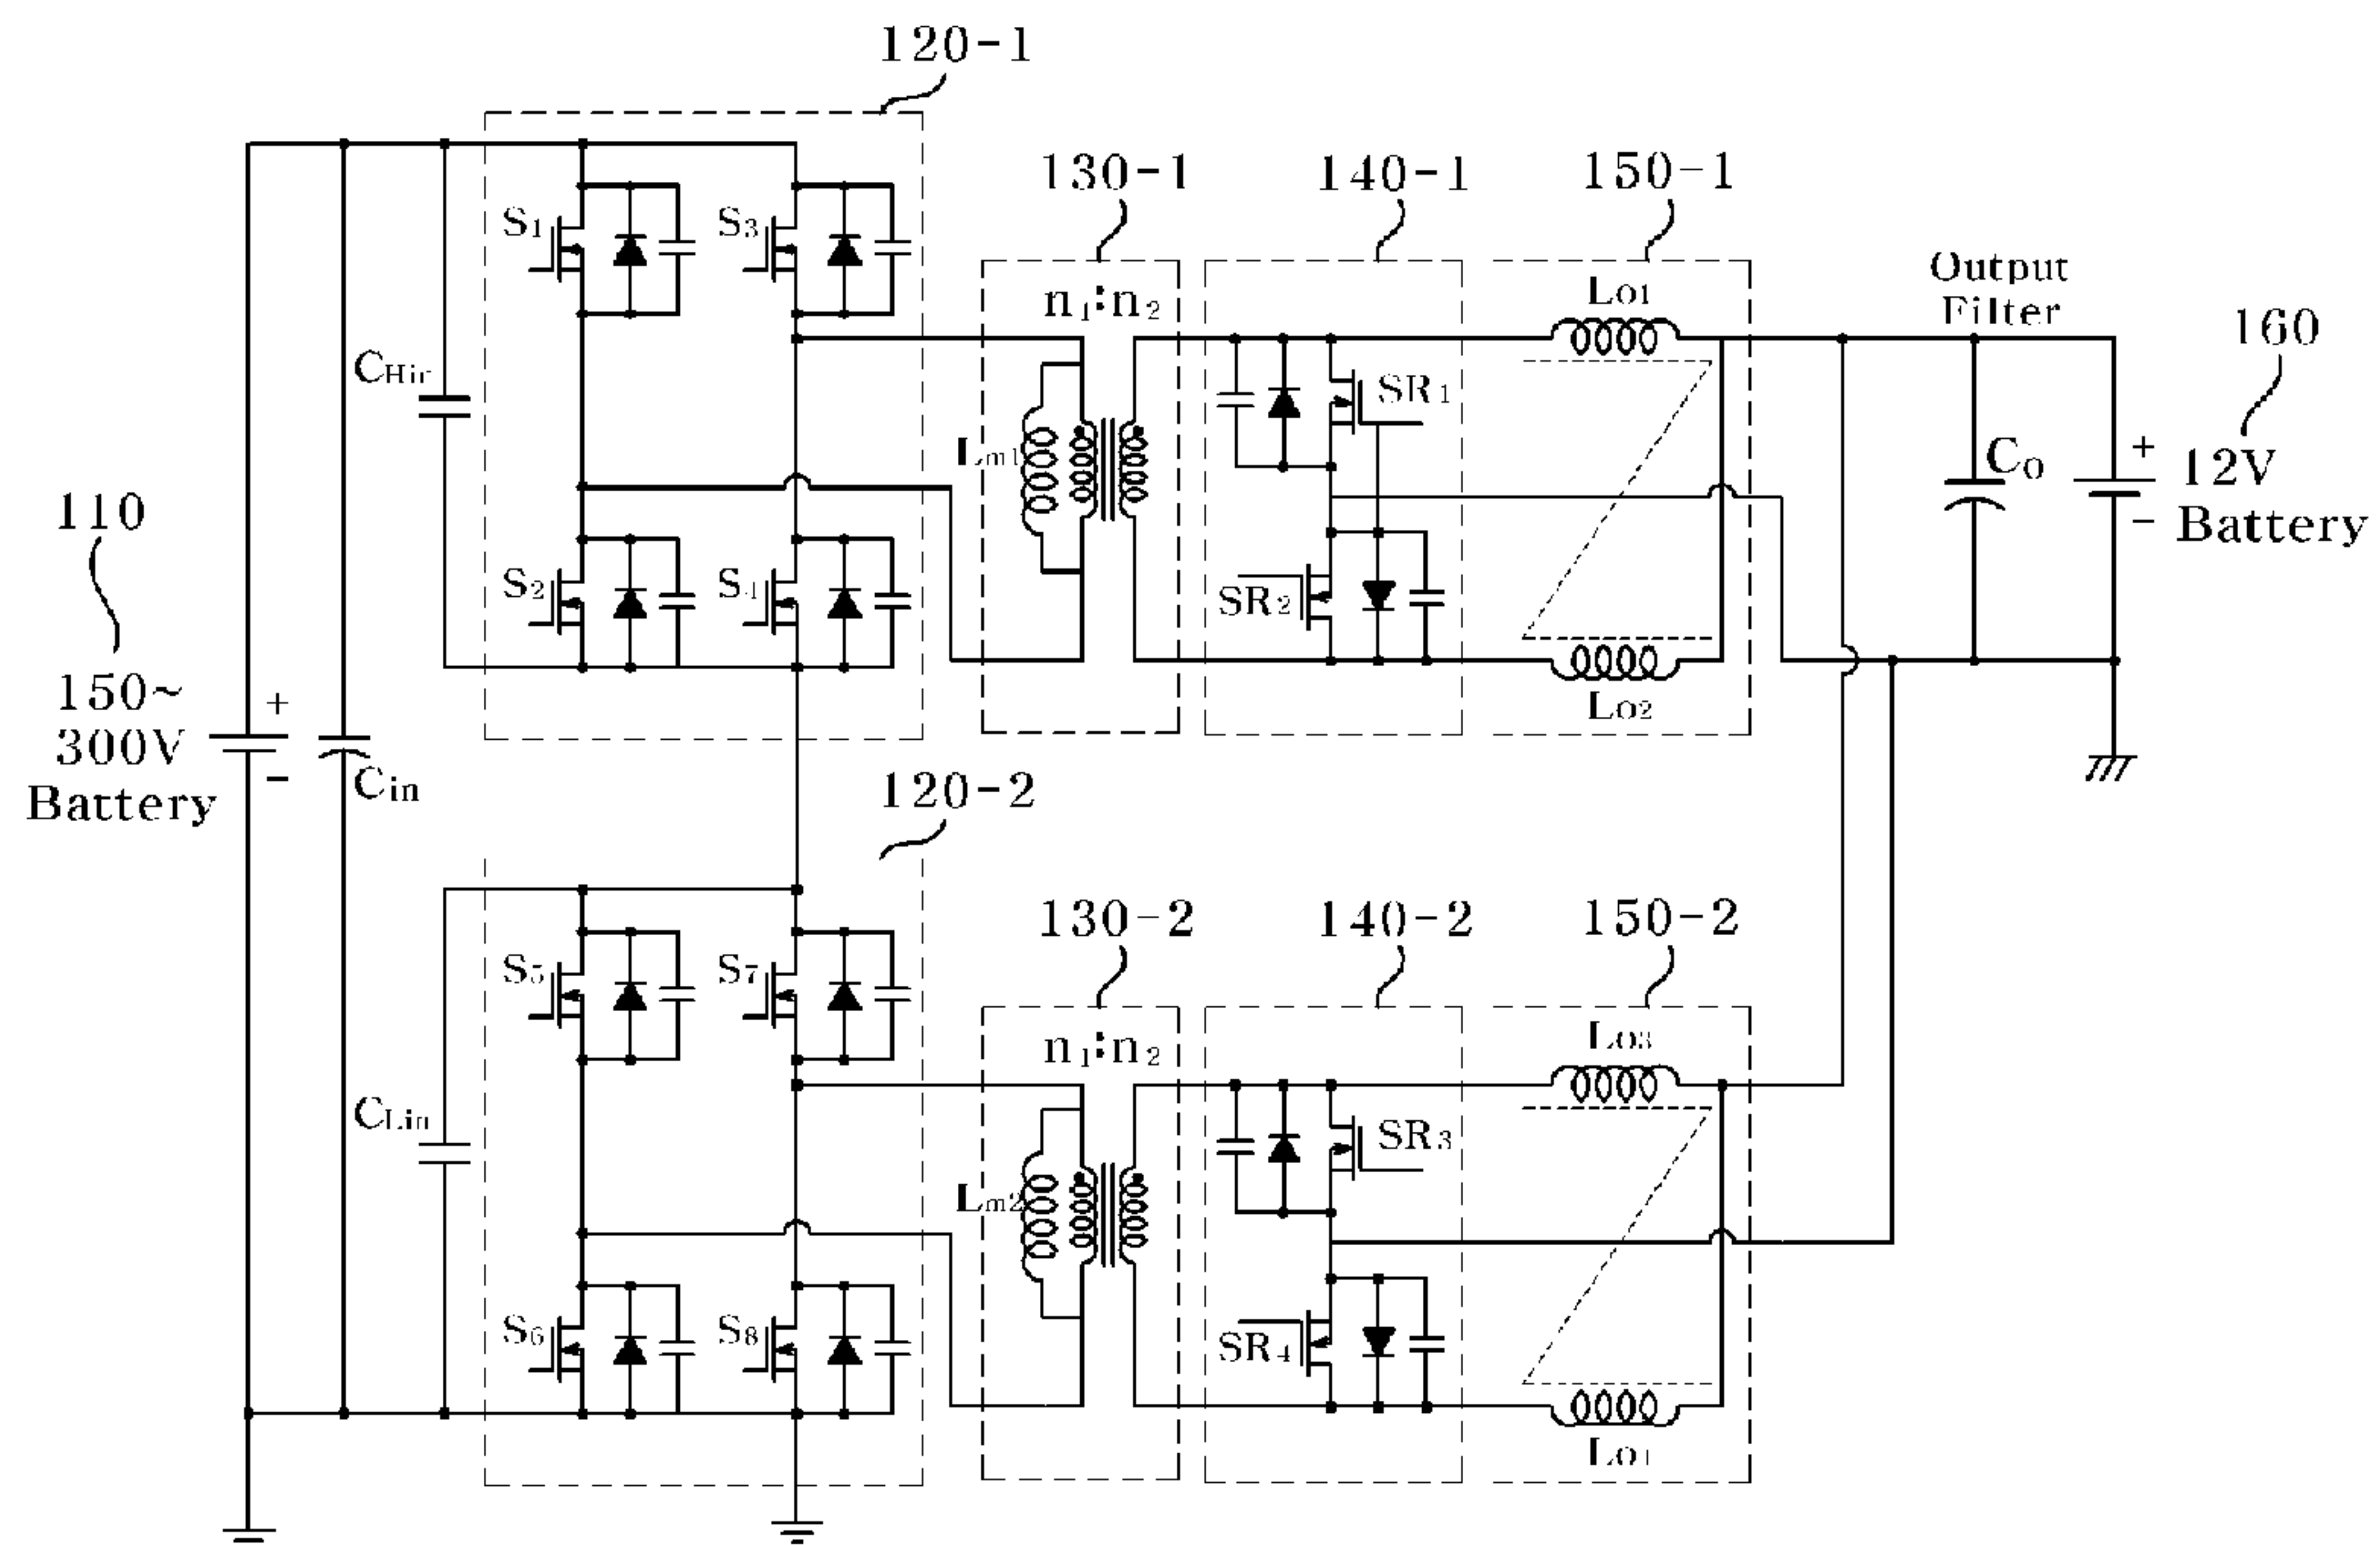 120-1
130-1
140-1
150-1
S1
S3
n1:n2
Lo1
Output
Filter
160
CHin
SR1
Lm1
Co
+
12V
-
Battery
110
S2
S4
SR2
150~
300V
Battery
+
-
Cin
Lo2
120-2
130-2
140-2
150-2
S5
S7
n1:n2
Lo3
CLin
SR3
Lm2
S6
S8
SR4